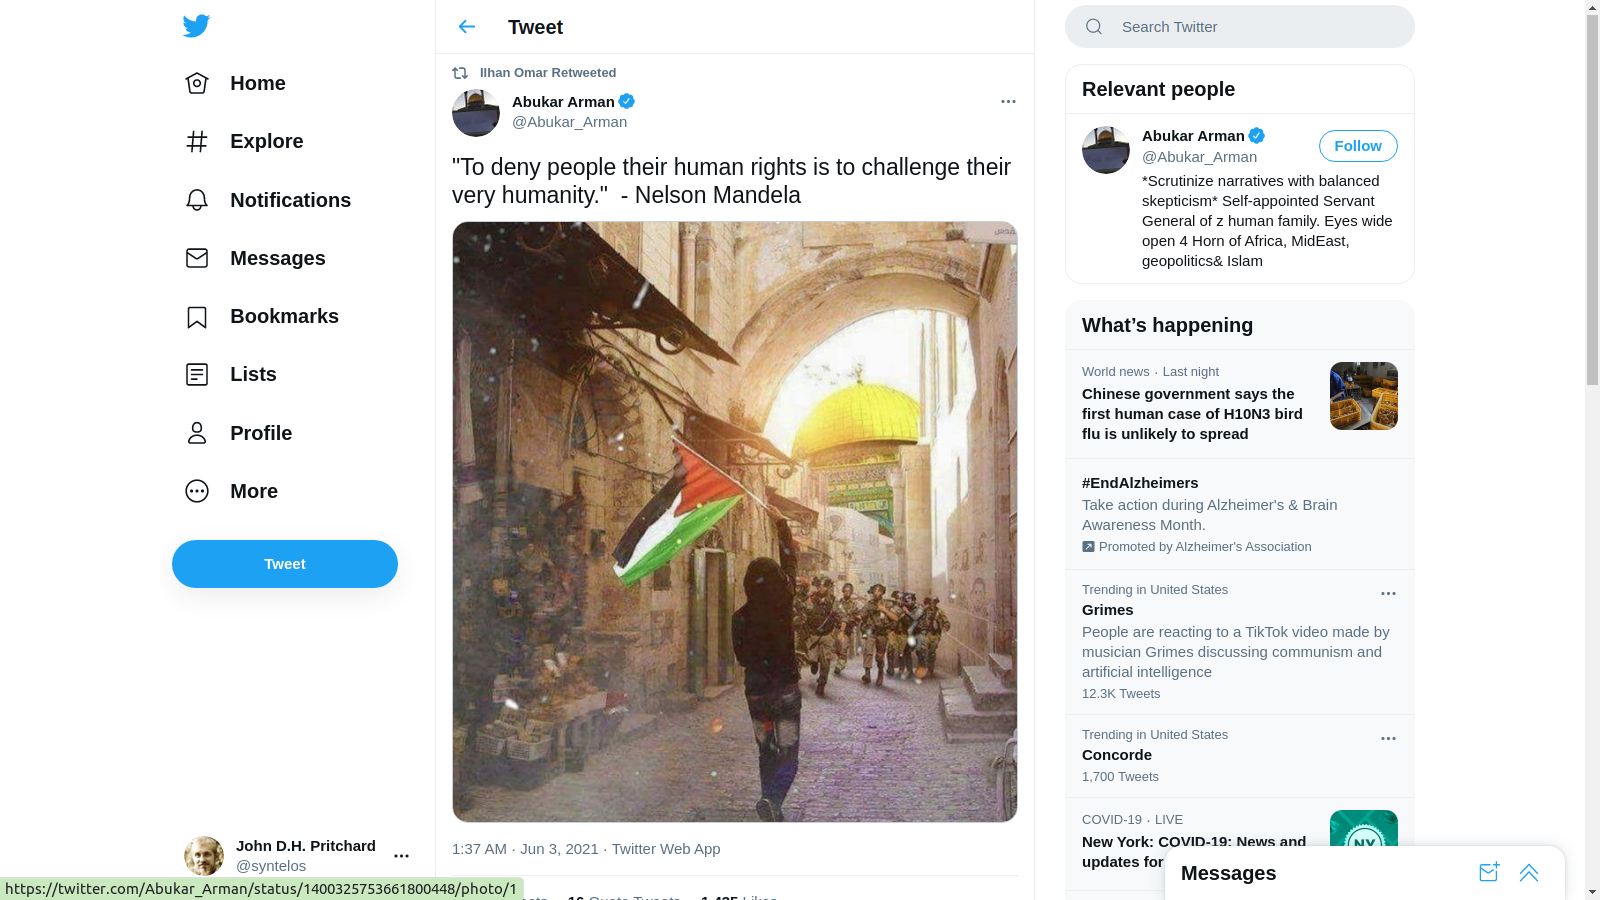 Home
Explore
Notifications
Messages
Bookmarks
Lists
Profile
More
Tweet
John D.H. Pritchard
@syntelos
https://twitter.com/Abukar_Arman/status/1400325753661800448/photo/1
Tweet
Ilhan Omar Retweeted
Abukar Arman
@Abukar_Arman
"To deny people their human rights is to challenge their
very humanity."  - Nelson Mandela
1:37 AM · Jun 3, 2021 · Twitter Web App
16 Quote Tweets 1,425 Likes
Search Twitter
Relevant people
Abukar Arman
@Abukar_Arman
Follow
*Scrutinize narratives with balanced
skepticism* Self-appointed Servant
General of z human family. Eyes wide
open 4 Horn of Africa, MidEast,
geopolitics& Islam
What’s happening
World news · Last night
Chinese government says the
first human case of H10N3 bird
flu is unlikely to spread
#EndAlzheimers
Take action during Alzheimer's & Brain
Awareness Month.
Promoted by Alzheimer's Association
Trending in United States
Grimes
People are reacting to a TikTok video made by
musician Grimes discussing communism and
artificial intelligence
12.3K Tweets
Trending in United States
Concorde
1,700 Tweets
COVID-19 · LIVE
New York: COVID-19: News and
updates for
NY
Messages